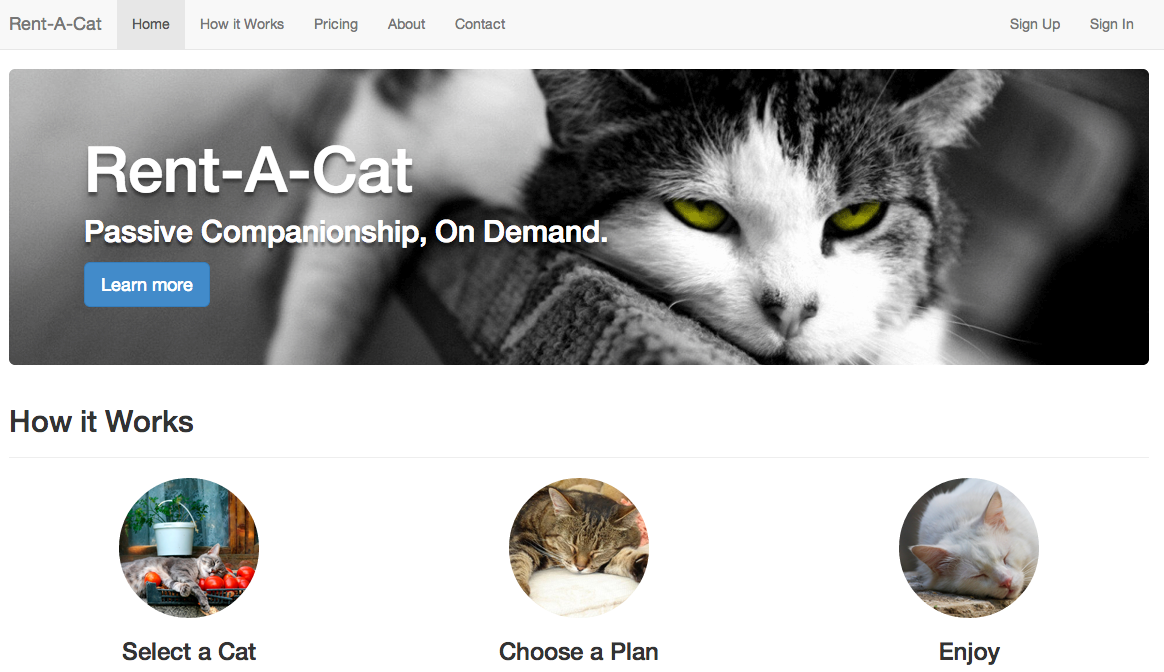 Rent-A-Cat Home How it Works Pricing About Contact Sign Up Sign In
Rent-A-Cat
Passive Companionship, On Demand.
Learn more
How it Works
Select a Cat Choose a Plan Enjoy